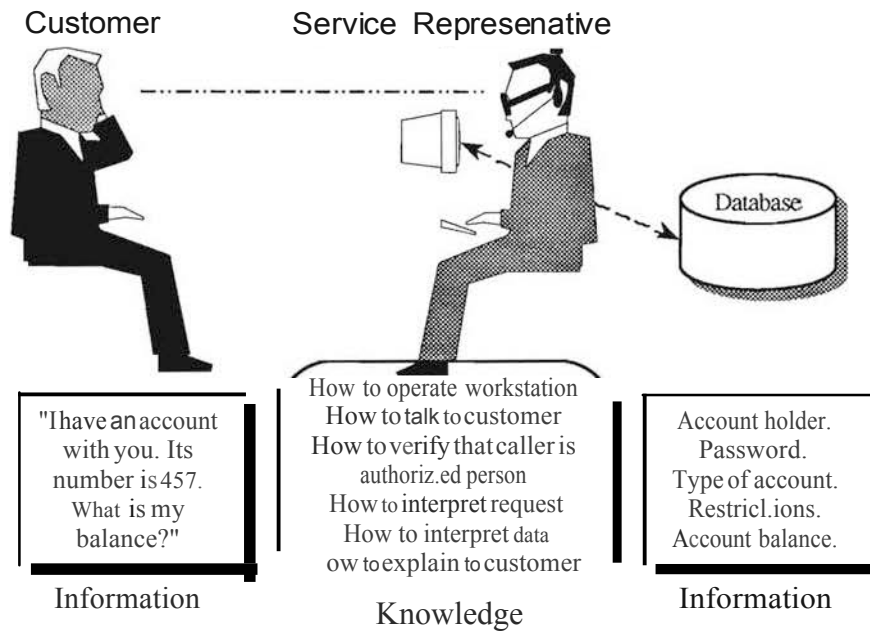 Customer
Service Represenative
Database
"Ihave an account
with you. Its
number is 457.
What is my
balance?"
Information
How to operate workstation
How to talk to customer
How to verify that caller is
authoriz.ed person
How to interpret request
How to interpret data
ow to explain to customer
Knowledge
Account holder.
Password.
Type of account.
Restricl.ions.
Account balance.
Information